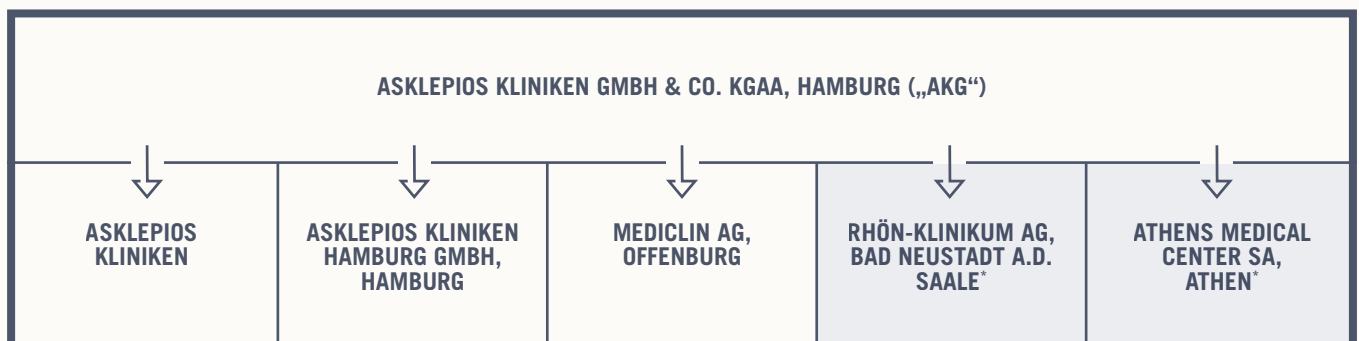 ASKLEPIOS KLINIKEN GMBH & CO. KGAA, HAMBURG („AKG“)
ASKLEPIOS
KLINIKEN
ASKLEPIOS KLINIKEN
HAMBURG GMBH,
HAMBURG
MEDICLIN AG,
OFFENBURG
RHÖN-KLINIKUM AG,
BAD NEUSTADT A.D.
SAALE*
ATHENS MEDICAL
CENTER SA,
ATHEN*